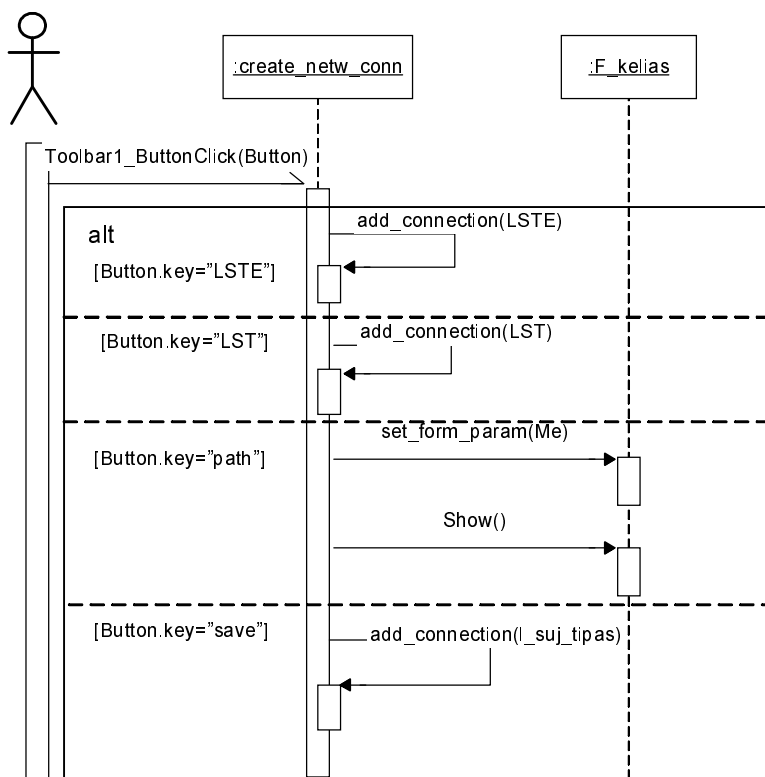 :create_netw_conn
:F_kelias
Toolbar1_ButtonClick(Button)
alt
add_connection(LSTE)
[Button.key=”LSTE”]
[Button.key=”LST”]
add_connection(LST)
set_form_param(Me)
[Button.key=”path”]
Show()
[Button.key=”save”]
add_connection(l_suj_tipas)